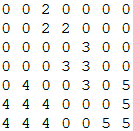 0 0 2 0 0 0 0
0 0 2 2 0 0 0
0 0 0 0 3 0 0
0 0 0 3 3 0 0
0 4 0 0 3 0 5
4 4 4 0 0 0 5
4 4 4 0 0 5 5